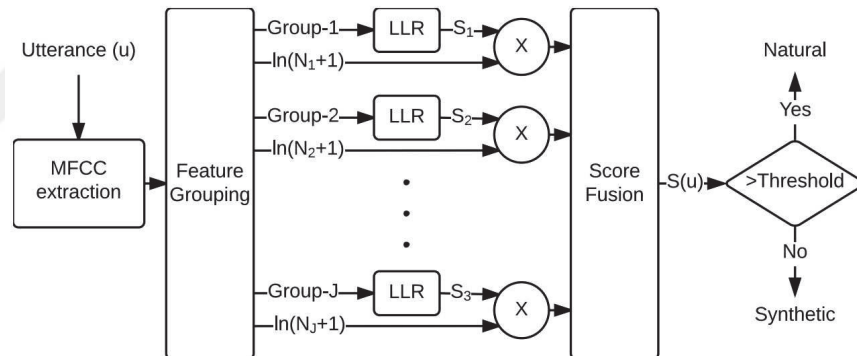 Utterance (u)
MFCC
extraction
Feature
Grouping
Group-1
LLR
S₁
X
ln(N₁+1)
Group-2
LLR
S₂
X
ln(N₂+1)
Group-J
LLR
S₃
X
ln(N_J+1)
Score
Fusion
S(u)
>Threshold
Yes
Natural
No
Synthetic